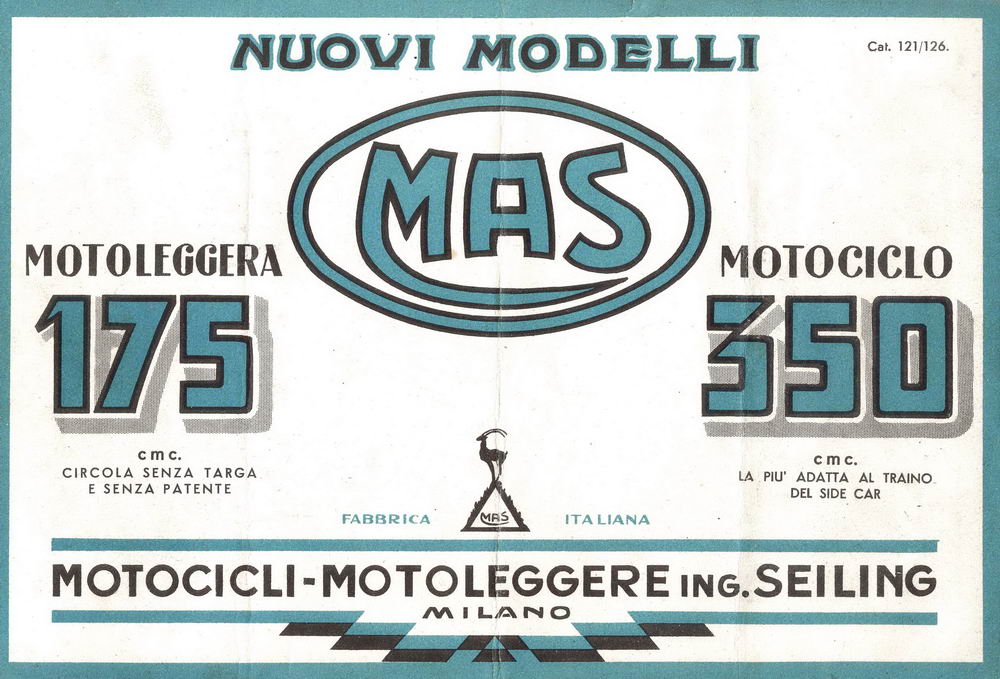 NUOVI MODELLI
Cat. 121/126.
MAS
MOTOLEGGERA
175
cmc.
CIRCOLA SENZA TARGA
E SENZA PATENTE
MOTOCICLO
350
cmc.
LA PIU' ADATTA AL TRAINO
DEL SIDE CAR
MAS
FABBRICA ITALIANA
MOTOCICLI-MOTOLEGGERE ING. SEILING
MILANO